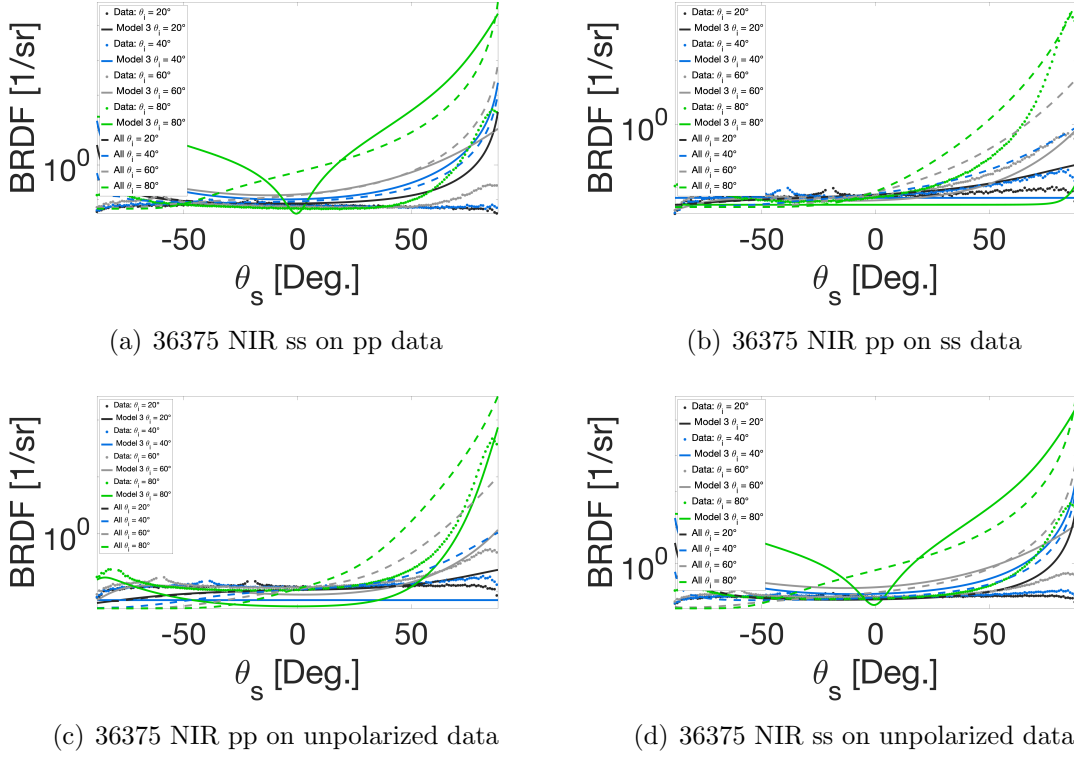 BRDF [1/sr]
10⁰
Data: θi = 20°
Model 3 θi = 20°
Data: θi = 40°
Model 3 θi = 40°
Data: θi = 60°
Model 3 θi = 60°
Data: θi = 80°
Model 3 θi = 80°
All θi = 20°
All θi = 40°
All θi = 60°
All θi = 80°
-50 0 50
θs [Deg.]
(a) 36375 NIR ss on pp data
BRDF [1/sr]
10⁰
Data: θi = 20°
Model 3 θi = 20°
Data: θi = 40°
Model 3 θi = 40°
Data: θi = 60°
Model 3 θi = 60°
Data: θi = 80°
Model 3 θi = 80°
All θi = 20°
All θi = 40°
All θi = 60°
All θi = 80°
-50 0 50
θs [Deg.]
(b) 36375 NIR pp on ss data
BRDF [1/sr]
10⁰
Data: θi = 20°
Model 3 θi = 20°
Data: θi = 40°
Model 3 θi = 40°
Data: θi = 60°
Model 3 θi = 60°
Data: θi = 80°
Model 3 θi = 80°
All θi = 20°
All θi = 40°
All θi = 60°
All θi = 80°
-50 0 50
θs [Deg.]
(c) 36375 NIR pp on unpolarized data
BRDF [1/sr]
10⁰
Data: θi = 20°
Model 3 θi = 20°
Data: θi = 40°
Model 3 θi = 40°
Data: θi = 60°
Model 3 θi = 60°
Data: θi = 80°
Model 3 θi = 80°
All θi = 20°
All θi = 40°
All θi = 60°
All θi = 80°
-50 0 50
θs [Deg.]
(d) 36375 NIR ss on unpolarized data